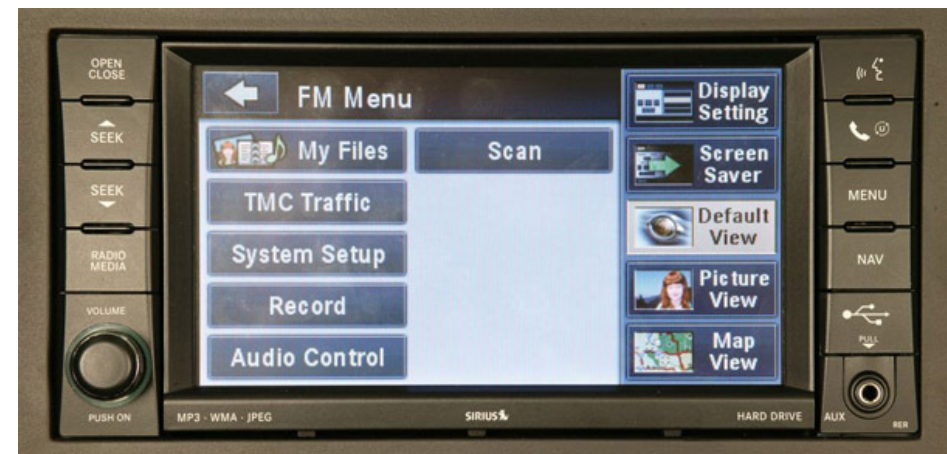 OPEN
CLOSE
SEEK
SEEK
RADIO
MEDIA
VOLUME
PUSH ON
FM Menu
My Files
Scan
TMC Traffic
System Setup
Record
Audio Control
Display
Setting
Screen
Saver
Default
View
Picture
View
Map
View
MP3 · WMA · JPEG
SIRIUS
HARD DRIVE
MENU
NAV
PULL
AUX
RER